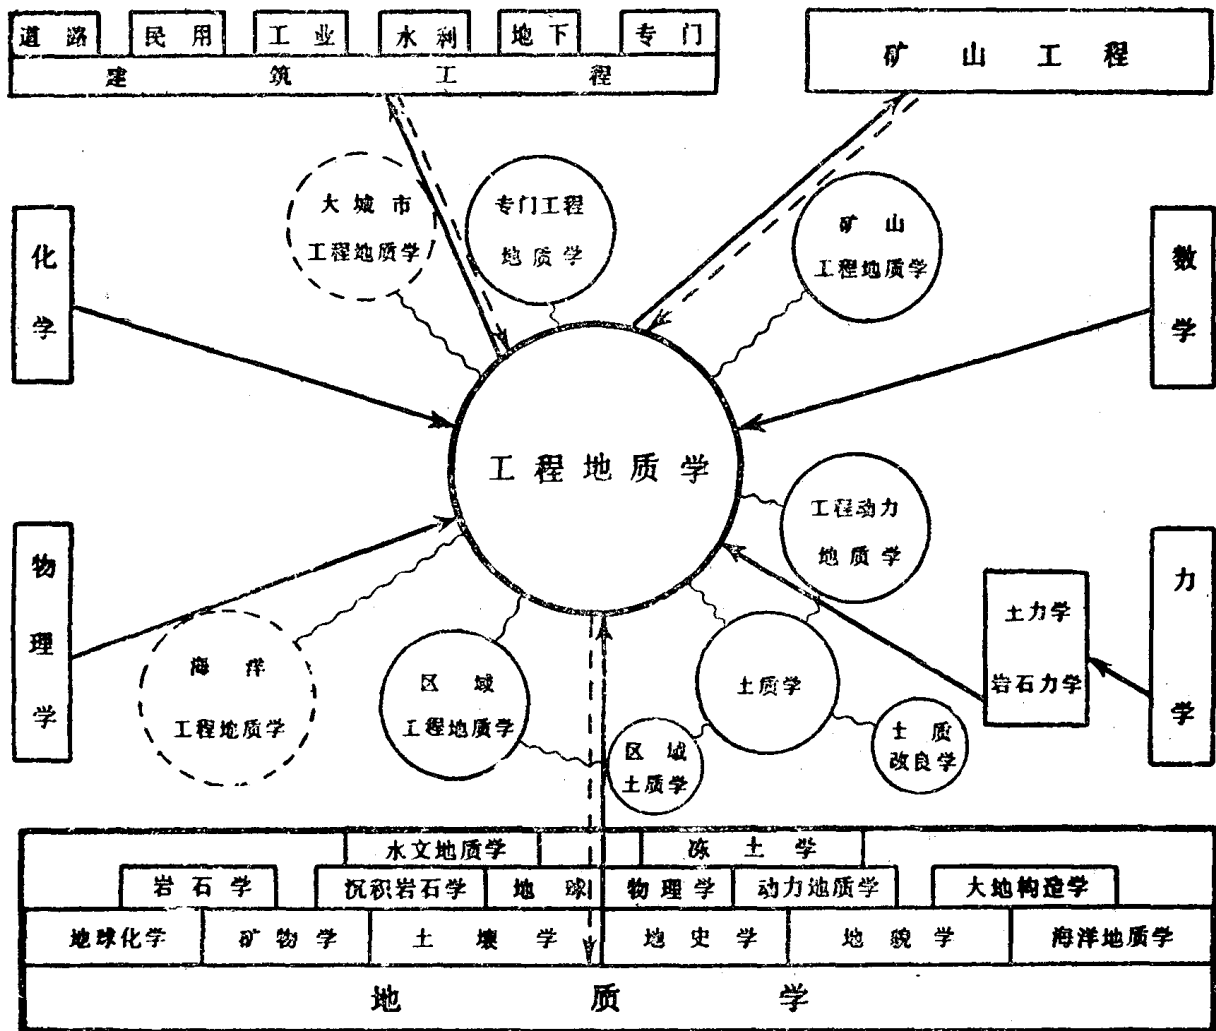 道路 民用 工业 水利 地下 专门
建筑工程
矿山工程
大城市
工程地质学
专门工程
地质学
矿山
工程地质学
化学
数学
工程地质学
工程动力
地质学
物理学
力学
土力学
岩石力学
海洋
工程地质学
区域
工程地质学
土质学
区域
土质学
土质
改良学
水文地质学 冻土学
岩石学 沉积岩石学 地球物理学 动力地质学 大地构造学
地球化学 矿物学 土壤学 地史学 地貌学 海洋地质学
地质学